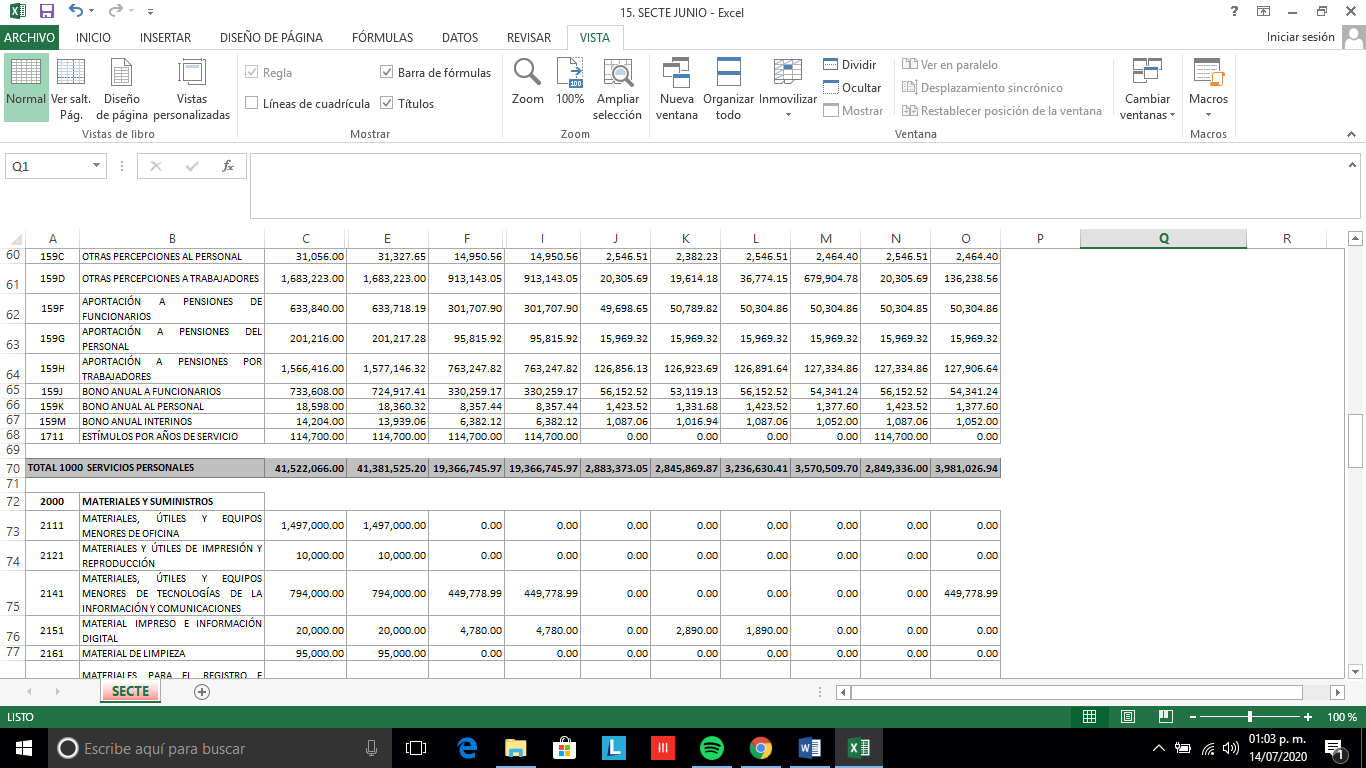 15. SECTE JUNIO - Excel
ARCHIVO INICIO INSERTAR DISEÑO DE PÁGINA FÓRMULAS DATOS REVISAR VISTA Iniciar sesión
Regla Barra de fórmulas Dividir Ver en paralelo
Ocultar Desplazamiento sincrónico
Normal Ver salt. Diseño Vistas Zoom 100% Ampliar Nueva Organizar Inmovilizar Cambiar Macros
Líneas de cuadrícula Títulos Mostrar Restablecer posición de la ventana
Pág. de página personalizadas selección ventana todo ventanas
Vistas de libro Mostrar Zoom Ventana Macros
Q1 fx
A B C E F I J K L M N O P Q R
60 159C OTRAS PERCEPCIONES AL PERSONAL 31,056.00 31,327.65 14,950.56 14,950.56 2,546.51 2,382.23 2,546.51 2,464.40 2,546.51 2,464.40
61 159D OTRAS PERCEPCIONES A TRABAJADORES 1,683,223.00 1,683,223.00 913,143.05 913,143.05 20,305.69 19,614.18 36,774.15 679,904.78 20,305.69 136,238.56
APORTACIÓN A PENSIONES DE
62 159F 633,840.00 633,718.19 301,707.90 301,707.90 49,698.65 50,789.82 50,304.86 50,304.86 50,304.85 50,304.86
FUNCIONARIOS
APORTACIÓN A PENSIONES DEL
63 159G 201,216.00 201,217.28 95,815.92 95,815.92 15,969.32 15,969.32 15,969.32 15,969.32 15,969.32 15,969.32
PERSONAL
APORTACIÓN A PENSIONES POR
64 159H 1,566,416.00 1,577,146.32 763,247.82 763,247.82 126,856.13 126,923.69 126,891.64 127,334.86 127,334.86 127,906.64
TRABAJADORES
65 159J BONO ANUAL A FUNCIONARIOS 733,608.00 724,917.41 330,259.17 330,259.17 56,152.52 53,119.13 56,152.52 54,341.24 56,152.52 54,341.24
66 159K BONO ANUAL AL PERSONAL 18,598.00 18,360.32 8,357.44 8,357.44 1,423.52 1,331.68 1,423.52 1,377.60 1,423.52 1,377.60
67 159M BONO ANUAL INTERINOS 14,204.00 13,939.06 6,382.12 6,382.12 1,087.06 1,016.94 1,087.06 1,052.00 1,087.06 1,052.00
68 1711 ESTÍMULOS POR AÑOS DE SERVICIO 114,700.00 114,700.00 114,700.00 114,700.00 0.00 0.00 0.00 0.00 114,700.00 0.00
69
70 TOTAL 1000 SERVICIOS PERSONALES 41,522,066.00 41,381,525.20 19,366,745.97 19,366,745.97 2,883,373.05 2,845,869.87 3,236,630.41 3,570,509.70 2,849,336.00 3,981,026.94
71
72 2000 MATERIALES Y SUMINISTROS
MATERIALES, ÚTILES Y EQUIPOS
73 2111 1,497,000.00 1,497,000.00 0.00 0.00 0.00 0.00 0.00 0.00 0.00 0.00
MENORES DE OFICINA
MATERIALES Y ÚTILES DE IMPRESIÓN Y
74 2121 10,000.00 10,000.00 0.00 0.00 0.00 0.00 0.00 0.00 0.00 0.00
REPRODUCCIÓN
MATERIALES, ÚTILES Y EQUIPOS
75 2141 MENORES DE TECNOLOGÍAS DE LA 794,000.00 794,000.00 449,778.99 449,778.99 0.00 0.00 0.00 0.00 0.00 449,778.99
INFORMACIÓN Y COMUNICACIONES
MATERIAL IMPRESO E INFORMACIÓN
76 2151 20,000.00 20,000.00 4,780.00 4,780.00 0.00 2,890.00 1,890.00 0.00 0.00 0.00
DIGITAL
77 2161 MATERIAL DE LIMPIEZA 95,000.00 95,000.00 0.00 0.00 0.00 0.00 0.00 0.00 0.00 0.00
MATERIALES PARA EL REGISTRO E
SECTE
LISTO 100 %
Escribe aquí para buscar 01:03 p. m.
14/07/2020 1